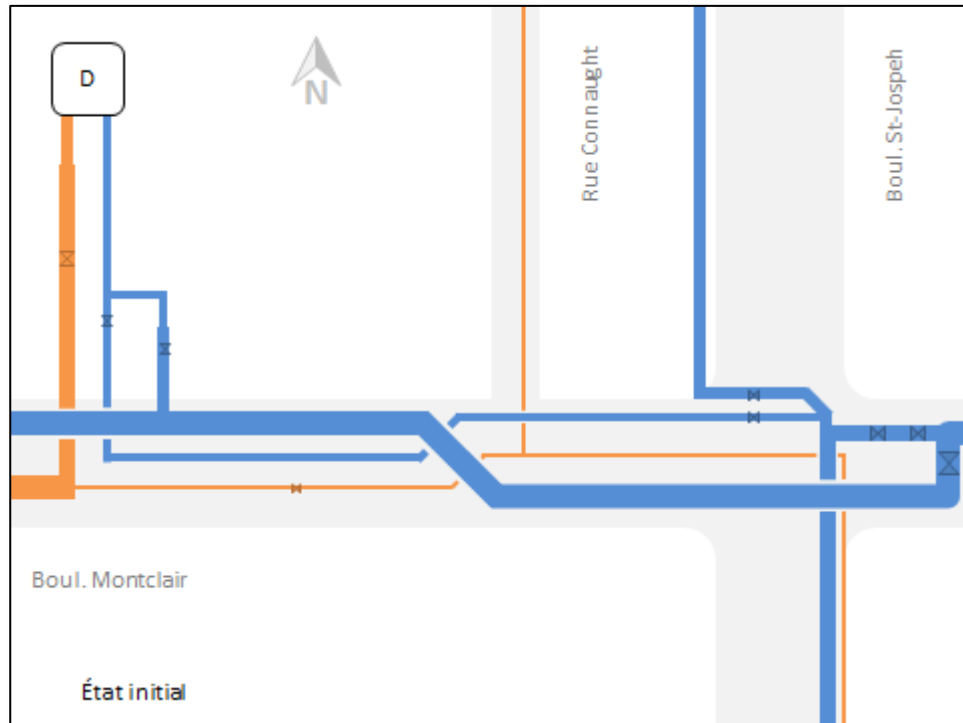 D
N
Rue Connaught
Boul. St-Jospeh
Boul. Montclair
État initial